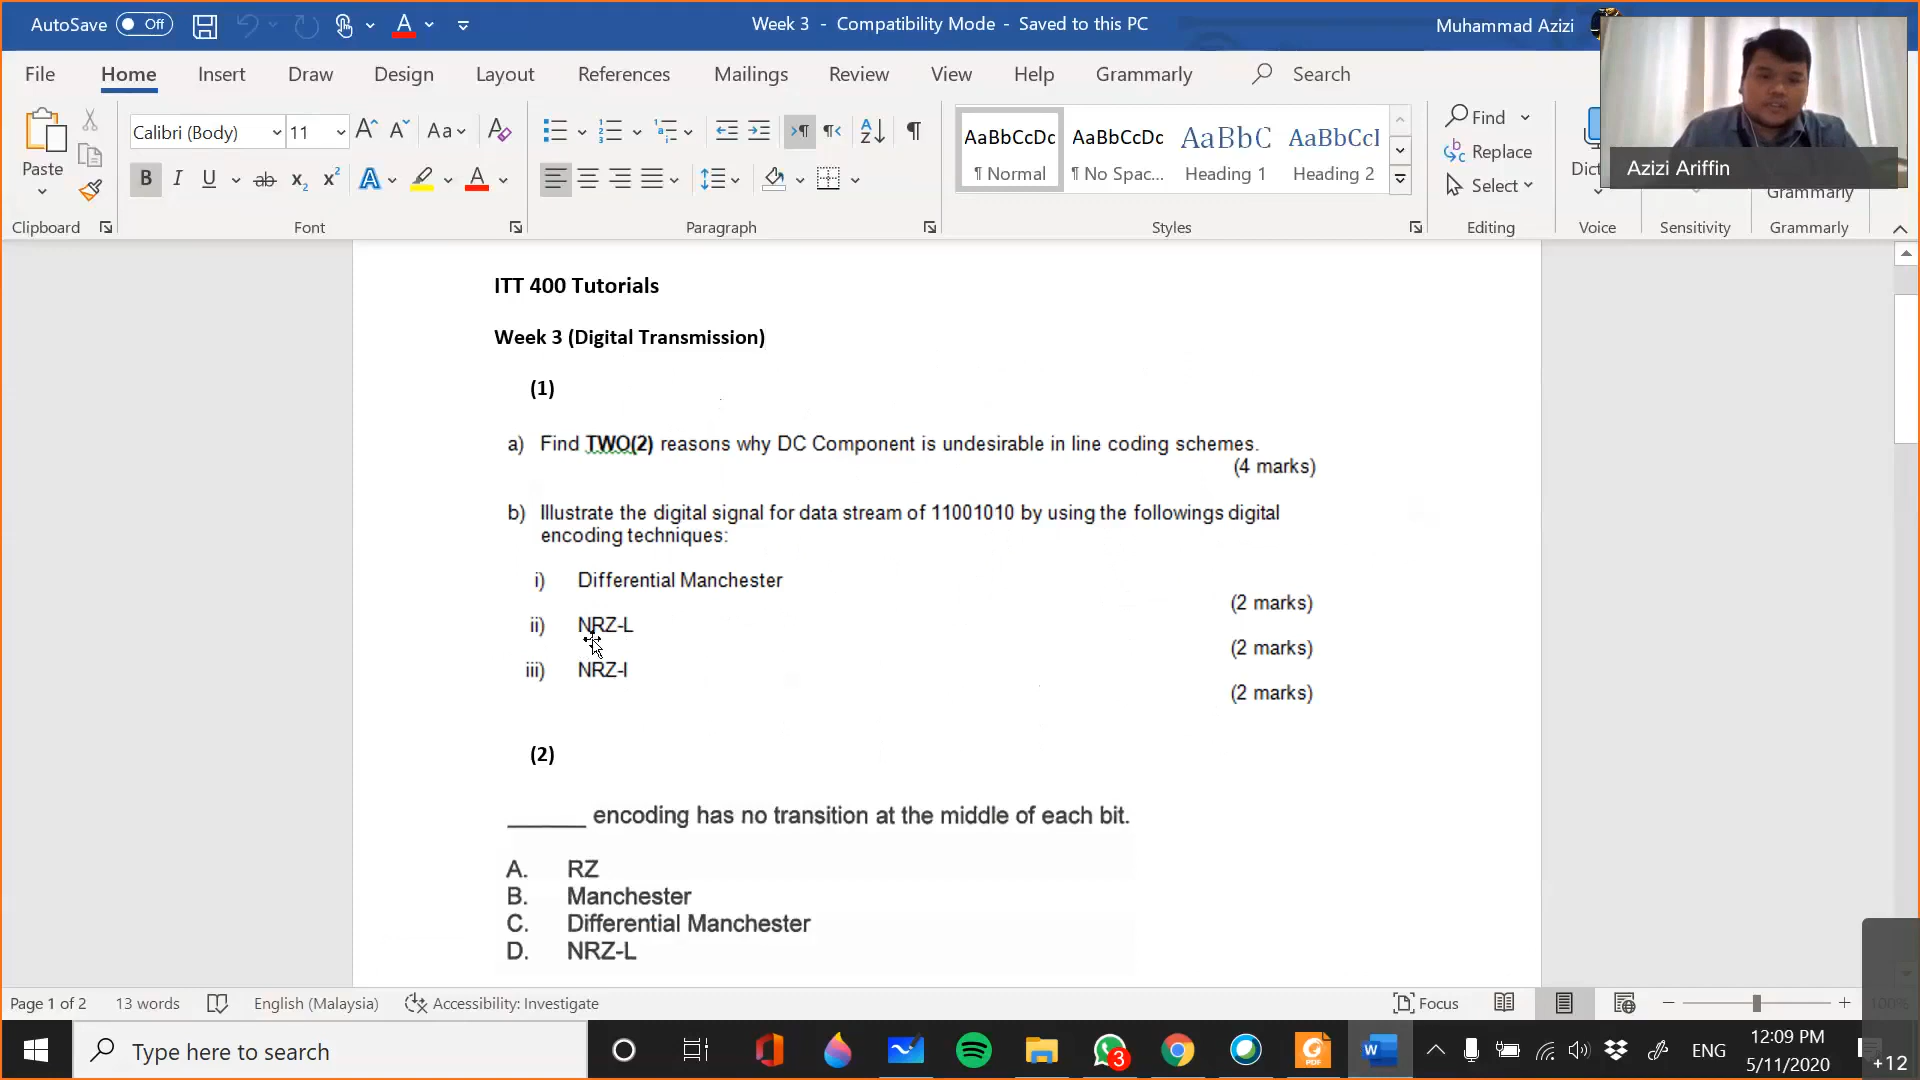 AutoSave Off
Week 3 - Compatibility Mode - Saved to this PC
Muhammad Azizi
File Home Insert Draw Design Layout References Mailings Review View Help Grammarly Search
Paste
Calibri (Body) 11
AaBbCcDc AaBbCcDc AaBbC AaBbCcI
¶ Normal ¶ No Spac... Heading 1 Heading 2
Find
Replace
Select
Dict
Grammarly
Azizi Ariffin
Clipboard Font Paragraph Styles Editing Voice Sensitivity Grammarly
ITT 400 Tutorials
Week 3 (Digital Transmission)
(1)
a) Find TWO(2) reasons why DC Component is undesirable in line coding schemes.
(4 marks)
b) Illustrate the digital signal for data stream of 11001010 by using the followings digital
encoding techniques:
i) Differential Manchester
(2 marks)
ii) NRZ-L
(2 marks)
iii) NRZ-I
(2 marks)
(2)
______ encoding has no transition at the middle of each bit.
A. RZ
B. Manchester
C. Differential Manchester
D. NRZ-L
Page 1 of 2 13 words English (Malaysia) Accessibility: Investigate Focus
Type here to search
3
ENG
12:09 PM
5/11/2020
+12